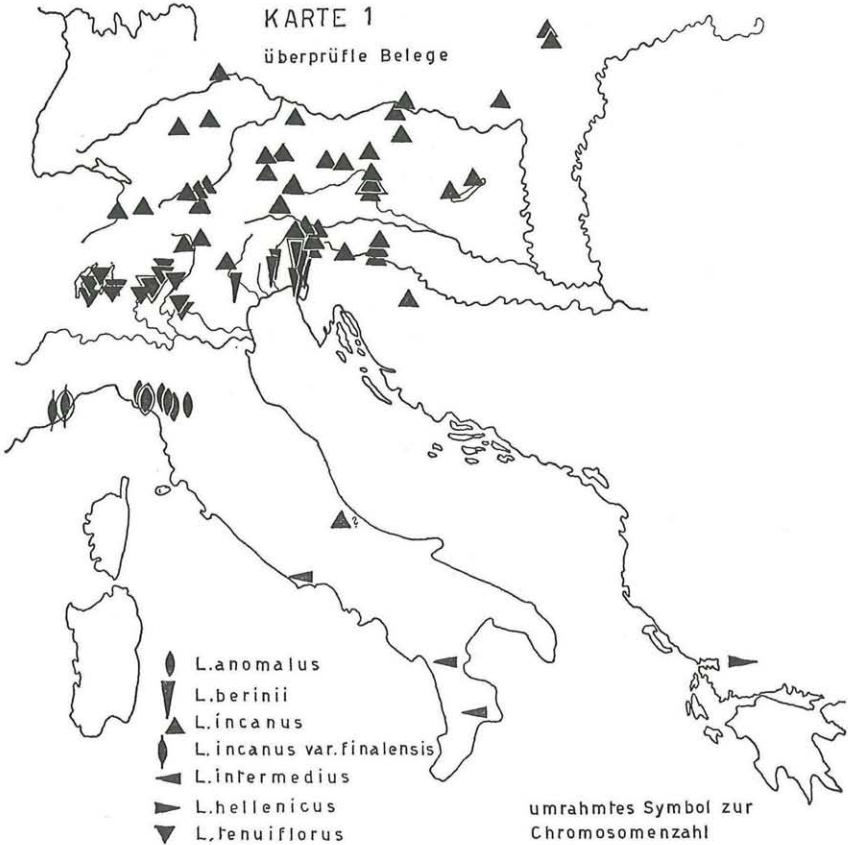 KARTE 1
überprüfle Belege
?
L.anomalus
L.berinii
L.incanus
L.incanus var.finalensis
L.intermedius
L.hellenicus
L.tenuiflorus
umrahmtes Symbol zur
Chromosomenzahl